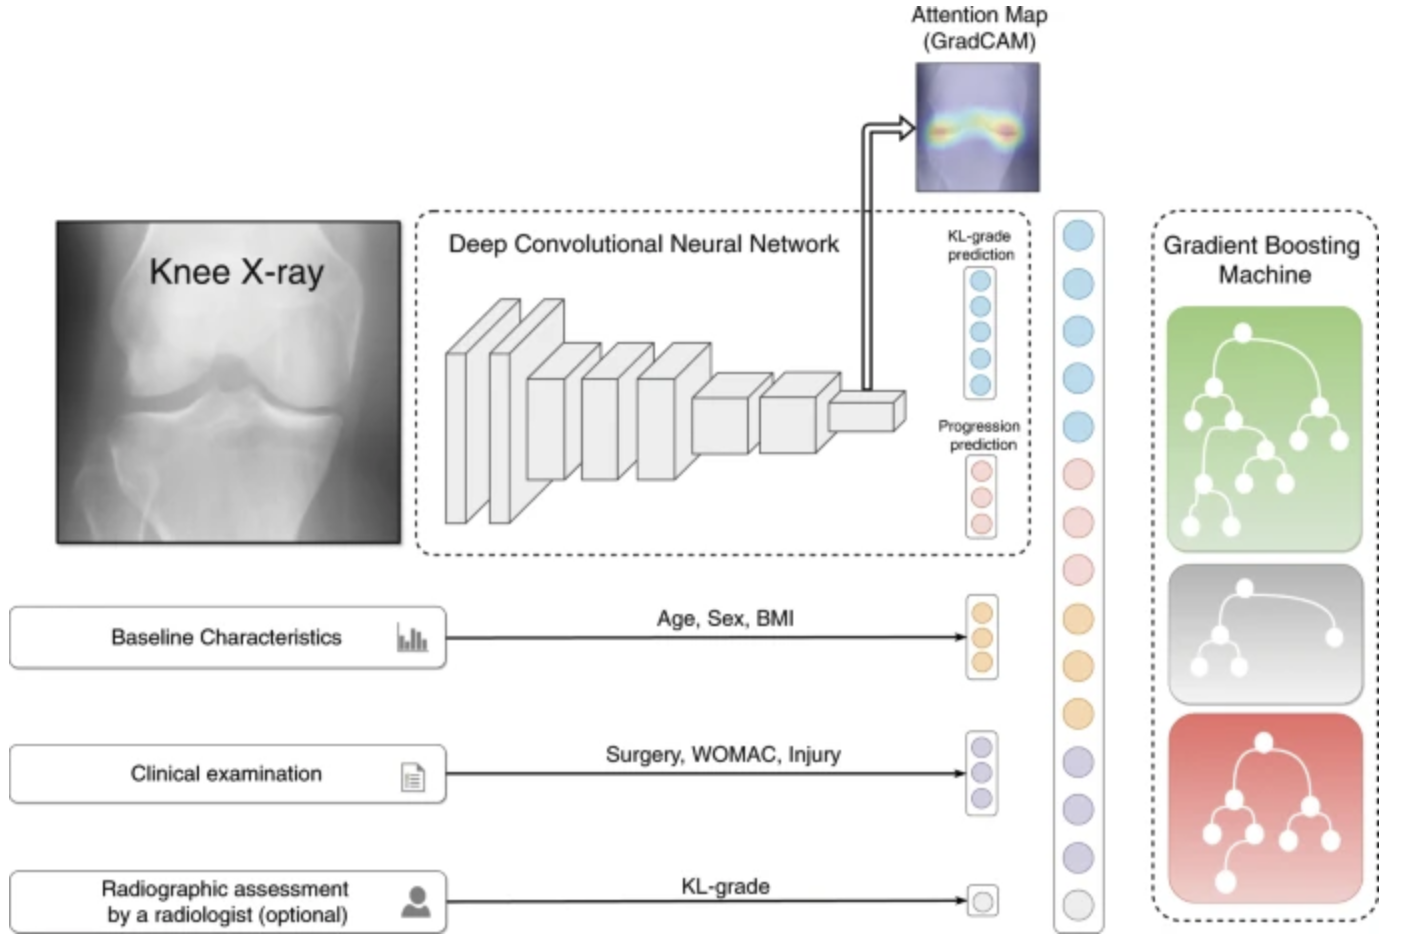 Attention Map
(GradCAM)
Knee X-ray
Deep Convolutional Neural Network
KL-grade
prediction
Progression
prediction
Gradient Boosting
Machine
Baseline Characteristics
Age, Sex, BMI
Clinical examination
Surgery, WOMAC, Injury
Radiographic assessment
by a radiologist (optional)
KL-grade